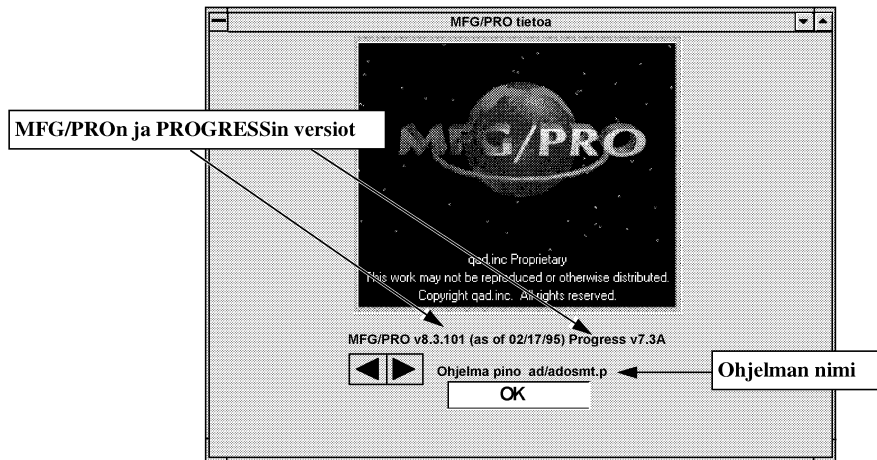 MFG/PRO tietoa
MFG/PROn ja PROGRESSin versiot
MFG/PRO
qad.inc Proprietary
This work may not be reproduced or otherwise distributed.
Copyright qad.inc. All rights reserved.
MFG/PRO v8.3.101 (as of 02/17/95) Progress v7.3A
Ohjelma pino ad/adosmt.p
Ohjelman nimi
OK